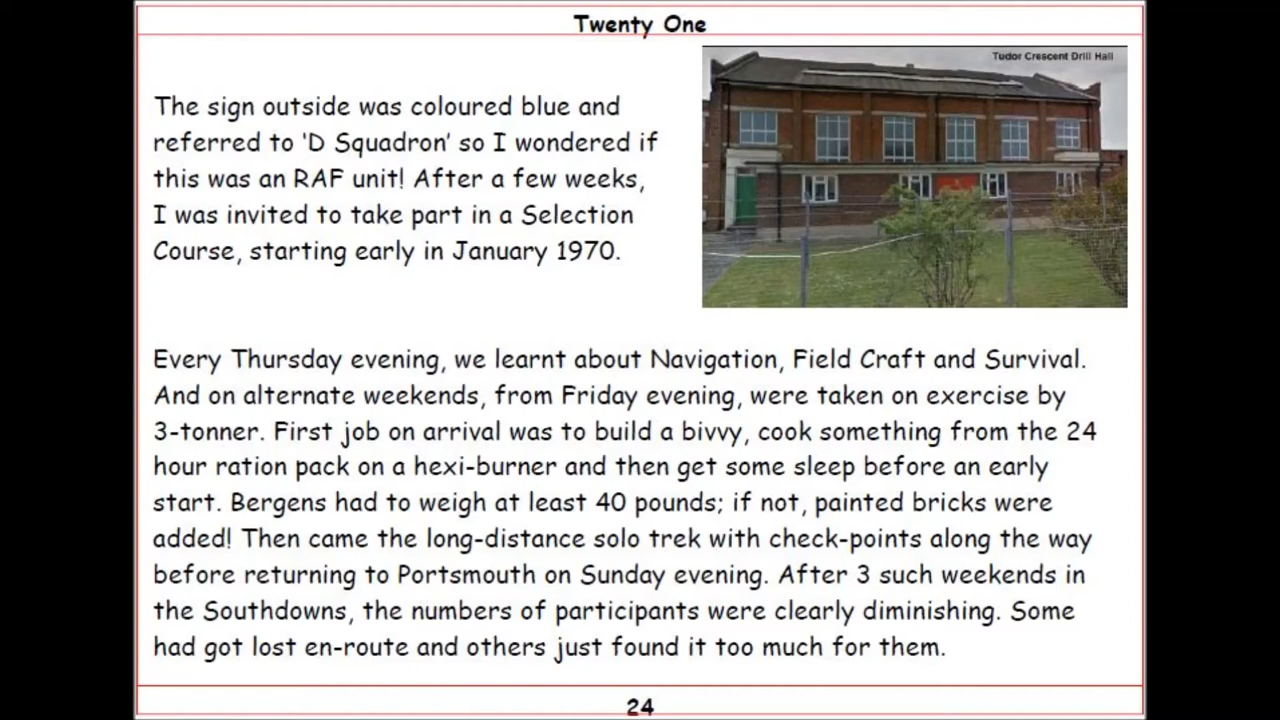 Twenty One
Tudor Crescent Drill Hall
The sign outside was coloured blue and
referred to 'D Squadron' so I wondered if
this was an RAF unit! After a few weeks,
I was invited to take part in a Selection
Course, starting early in January 1970.
Every Thursday evening, we learnt about Navigation, Field Craft and Survival.
And on alternate weekends, from Friday evening, were taken on exercise by
3-tonner. First job on arrival was to build a bivvy, cook something from the 24
hour ration pack on a hexi-burner and then get some sleep before an early
start. Bergens had to weigh at least 40 pounds; if not, painted bricks were
added! Then came the long-distance solo trek with check-points along the way
before returning to Portsmouth on Sunday evening. After 3 such weekends in
the Southdowns, the numbers of participants were clearly diminishing. Some
had got lost en-route and others just found it too much for them.
24